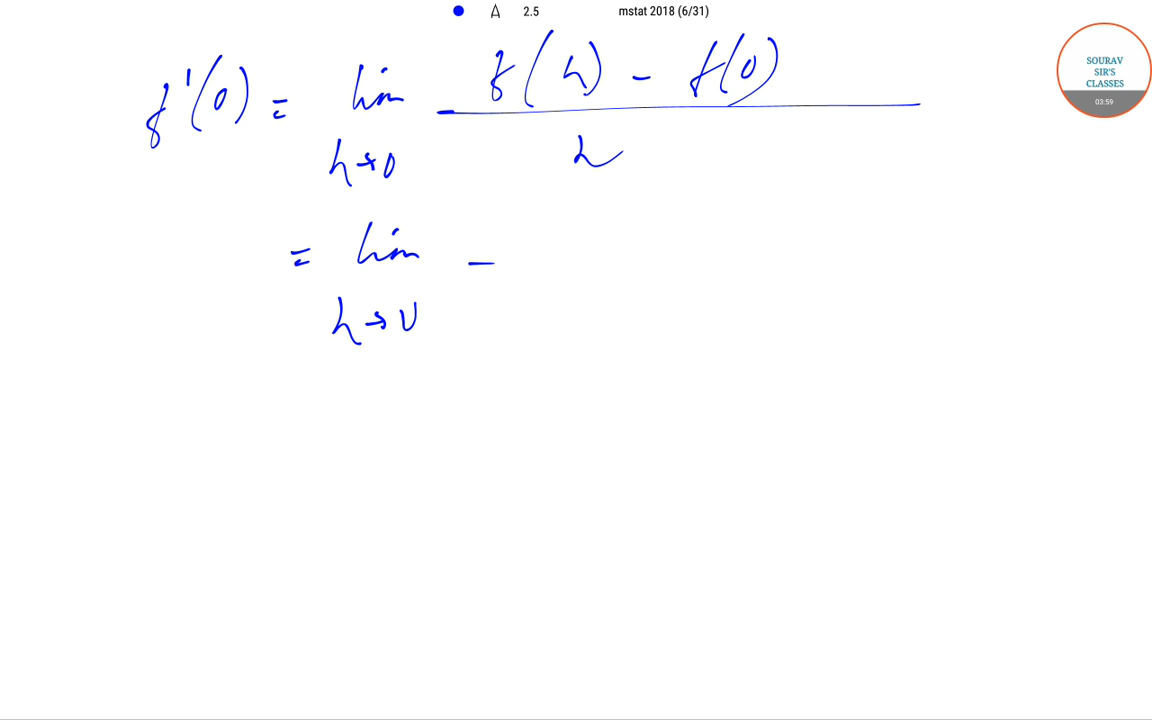 2.5 mstat 2018 (6/31)
SOURAV
SIR'S
CLASSES
03:59
f'(0) = lim h→0 (f(h) - f(0)) / h
= lim h→0 -